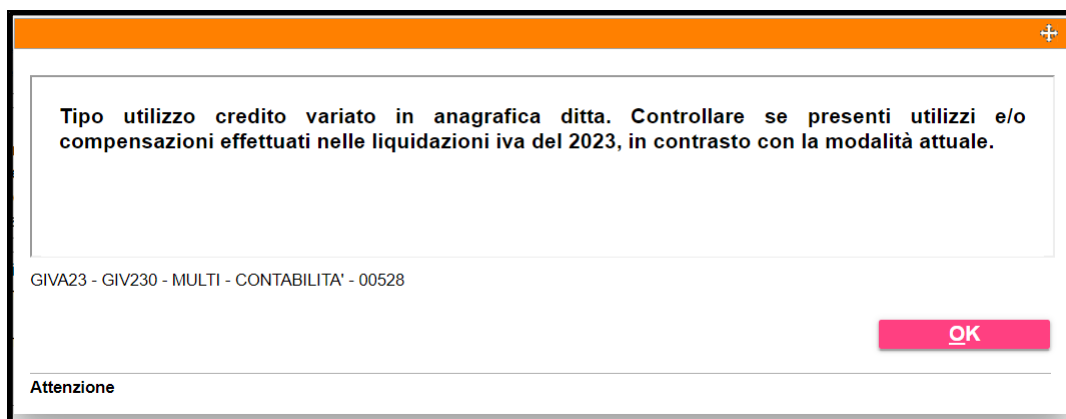 Tipo utilizzo credito variato in anagrafica ditta. Controllare se presenti utilizzi e/o
compensazioni effettuati nelle liquidazioni iva del 2023, in contrasto con la modalità attuale.
GIVA23 - GIV230 - MULTI - CONTABILITA' - 00528
OK
Attenzione